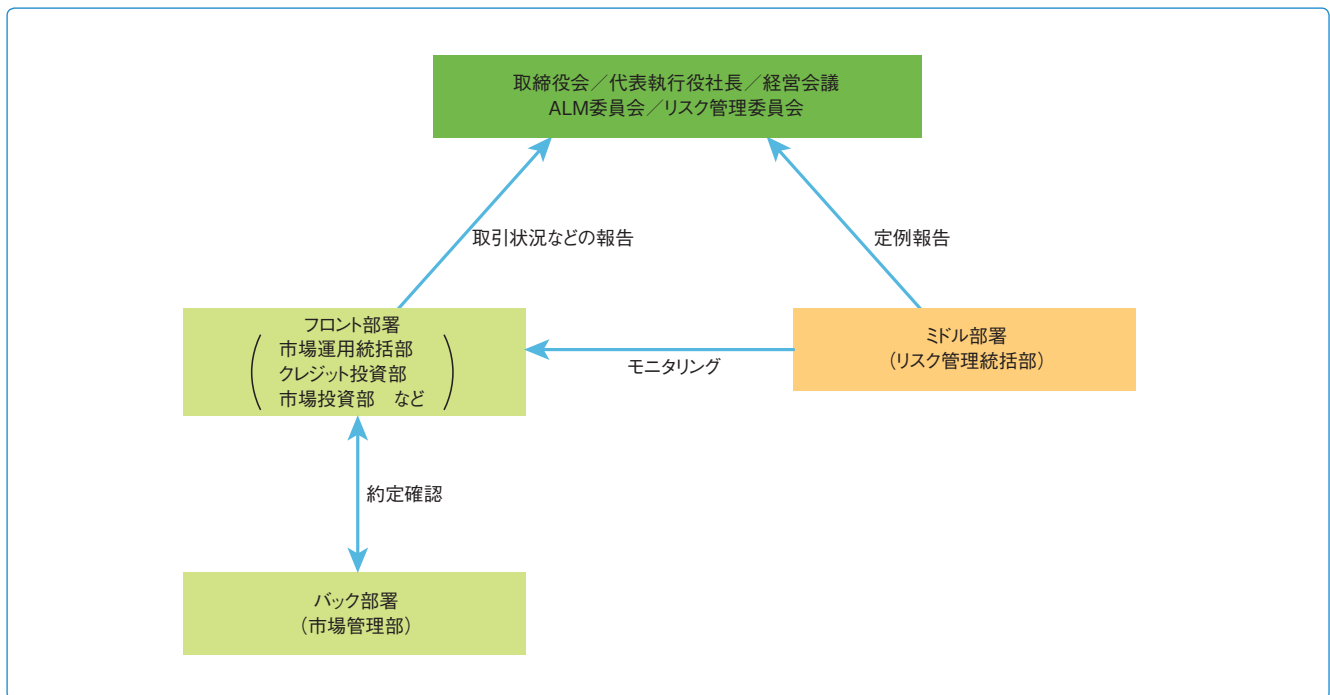 取締役会／代表執行役社長／経営会議
ALM委員会／リスク管理委員会
取引状況などの報告
定例報告
フロント部署
市場運用統括部
クレジット投資部
市場投資部　など
モニタリング
ミドル部署
（リスク管理統括部）
約定確認
バック部署
（市場管理部）